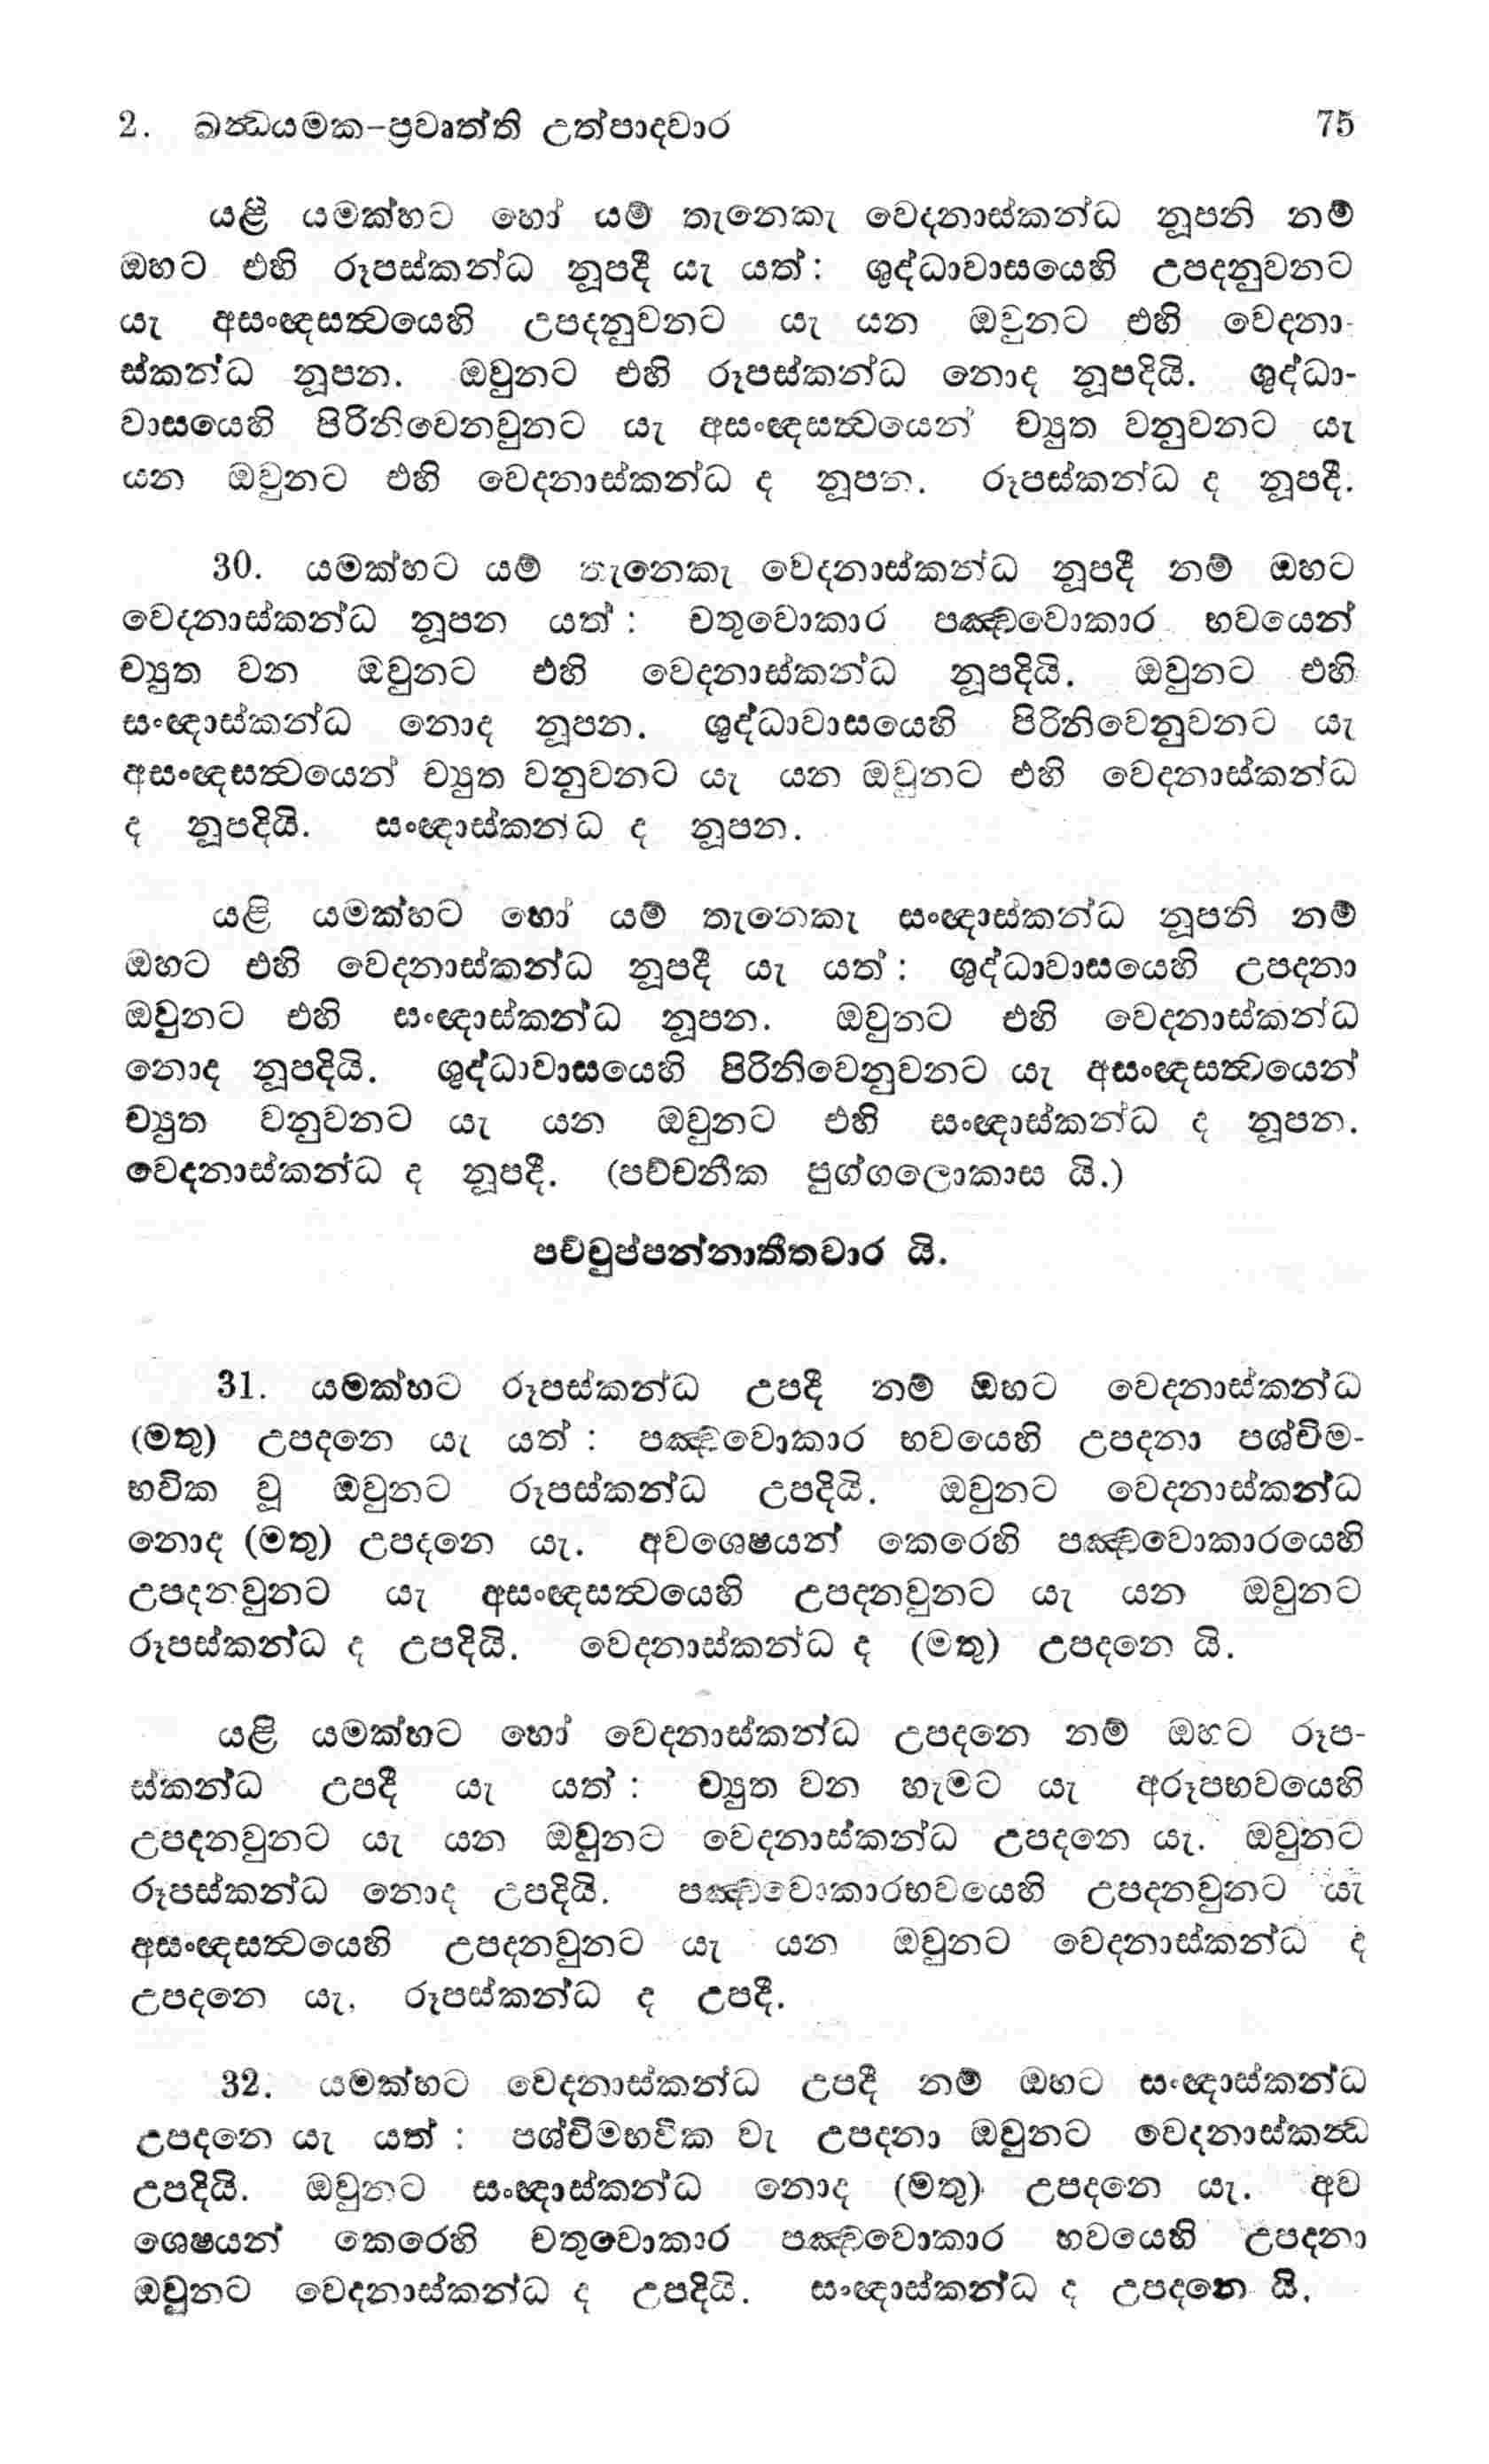 2. ඛන්‍ධයමක-ප්‍රවෘත්ති උත්පාදවාර 75
යළි යමක්හට හෝ යම් තැනෙකැ වෙදනාස්කන්ධ නූපනි නම්
ඔහට එහි රූපස්කන්ධ නූපදී යැ යත්: ශුද්ධාවාසයෙහි උපදනුවනට
යැ අසංඥසත්‍වයෙහි උපදනුවනට යැ යන ඔවුනට එහි වෙදනා-
ස්කන්ධ නූපන. ඔවුනට එහි රූපස්කන්ධ නොද නූපදියි. ශුද්ධා-
වාසයෙහි පිරිනිවෙනවුනට යැ අසංඥසත්‍වයෙන් ච්‍යුත වනුවනට යැ
යන ඔවුනට එහි වෙදනාස්කන්ධ ද නූපන. රූපස්කන්ධ ද නූපදී.
30. යමක්හට යම් තැනෙකැ වෙදනාස්කන්ධ නූපදී නම් ඔහට
වෙදනාස්කන්ධ නූපන යත්: චතුවොකාර පඤ්චවොකාර භවයෙන්
ච්‍යුත වන ඔවුනට එහි වෙදනාස්කන්ධ නූපදියි. ඔවුනට එහි
සංඥාස්කන්ධ නොද නූපන. ශුද්ධාවාසයෙහි පිරිනිවෙනුවනට යැ
අසංඥසත්‍වයෙන් ච්‍යුත වනුවනට යැ යන ඔවුනට එහි වෙදනාස්කන්ධ
ද නූපදියි. සංඥාස්කන්ධ ද නූපන.
යළි යමක්හට හෝ යම් තැනෙකැ සංඥාස්කන්ධ නූපනි නම්
ඔහට එහි වෙදනාස්කන්ධ නූපදී යැ යත්: ශුද්ධාවාසයෙහි උපදනා
ඔවුනට එහි සංඥාස්කන්ධ නූපන. ඔවුනට එහි වෙදනාස්කන්ධ
නොද නූපදියි. ශුද්ධාවාසයෙහි පිරිනිවෙනුවනට යැ අසංඥසත්‍වයෙන්
ච්‍යුත වනුවනට යැ යන ඔවුනට එහි සංඥාස්කන්ධ ද නූපන.
වෙදනාස්කන්ධ ද නූපදී. (පච්චනීක පුග්ගලොකාස යි.)
පච්චුප්පන්නාතීතවාර යි.
31. යමක්හට රූපස්කන්ධ උපදී නම් ඔහට වෙදනාස්කන්ධ
(මතු) උපදනෙ යැ යත්: පඤ්චවොකාර භවයෙහි උපදනා පශ්චිම-
භවික වූ ඔවුනට රූපස්කන්ධ උපදියි. ඔවුනට වෙදනාස්කන්ධ
නොද (මතු) උපදනෙ යැ. අවශෙෂයන් කෙරෙහි පඤ්චවොකාරයෙහි
උපදනවුනට යැ අසංඥසත්‍වයෙහි උපදනවුනට යැ යන ඔවුනට
රූපස්කන්ධ ද උපදියි. වෙදනාස්කන්ධ ද (මතු) උපදනෙ යි.
යළි යමක්හට හෝ වෙදනාස්කන්ධ උපදනෙ නම් ඔහට රූප-
ස්කන්ධ උපදී යැ යත්: ච්‍යුත වන හැමට යැ අරූපභවයෙහි
උපදනවුනට යැ යන ඔවුනට වෙදනාස්කන්ධ උපදනෙ යැ. ඔවුනට
රූපස්කන්ධ නොද උපදියි. පඤ්චවොකාරභවයෙහි උපදනවුනට යැ
අසංඥසත්‍වයෙහි උපදනවුනට යැ යන ඔවුනට වෙදනාස්කන්ධ ද
උපදනෙ යැ, රූපස්කන්ධ ද උපදී.
32. යමක්හට වෙදනාස්කන්ධ උපදී නම් ඔහට සංඥාස්කන්ධ
උපදනෙ යැ යත්: පශ්චිමභවික වැ උපදනා ඔවුනට වෙදනාස්කන්‍ධ
උපදියි. ඔවුනට සංඥාස්කන්ධ නොද (මතු) උපදනෙ යැ. අව
ශෙෂයන් කෙරෙහි චතුවොකාර පඤ්චවොකාර භවයෙහි උපදනා
ඔවුනට වෙදනාස්කන්ධ ද උපදියි. සංඥාස්කන්ධ ද උපදනෙ යි.